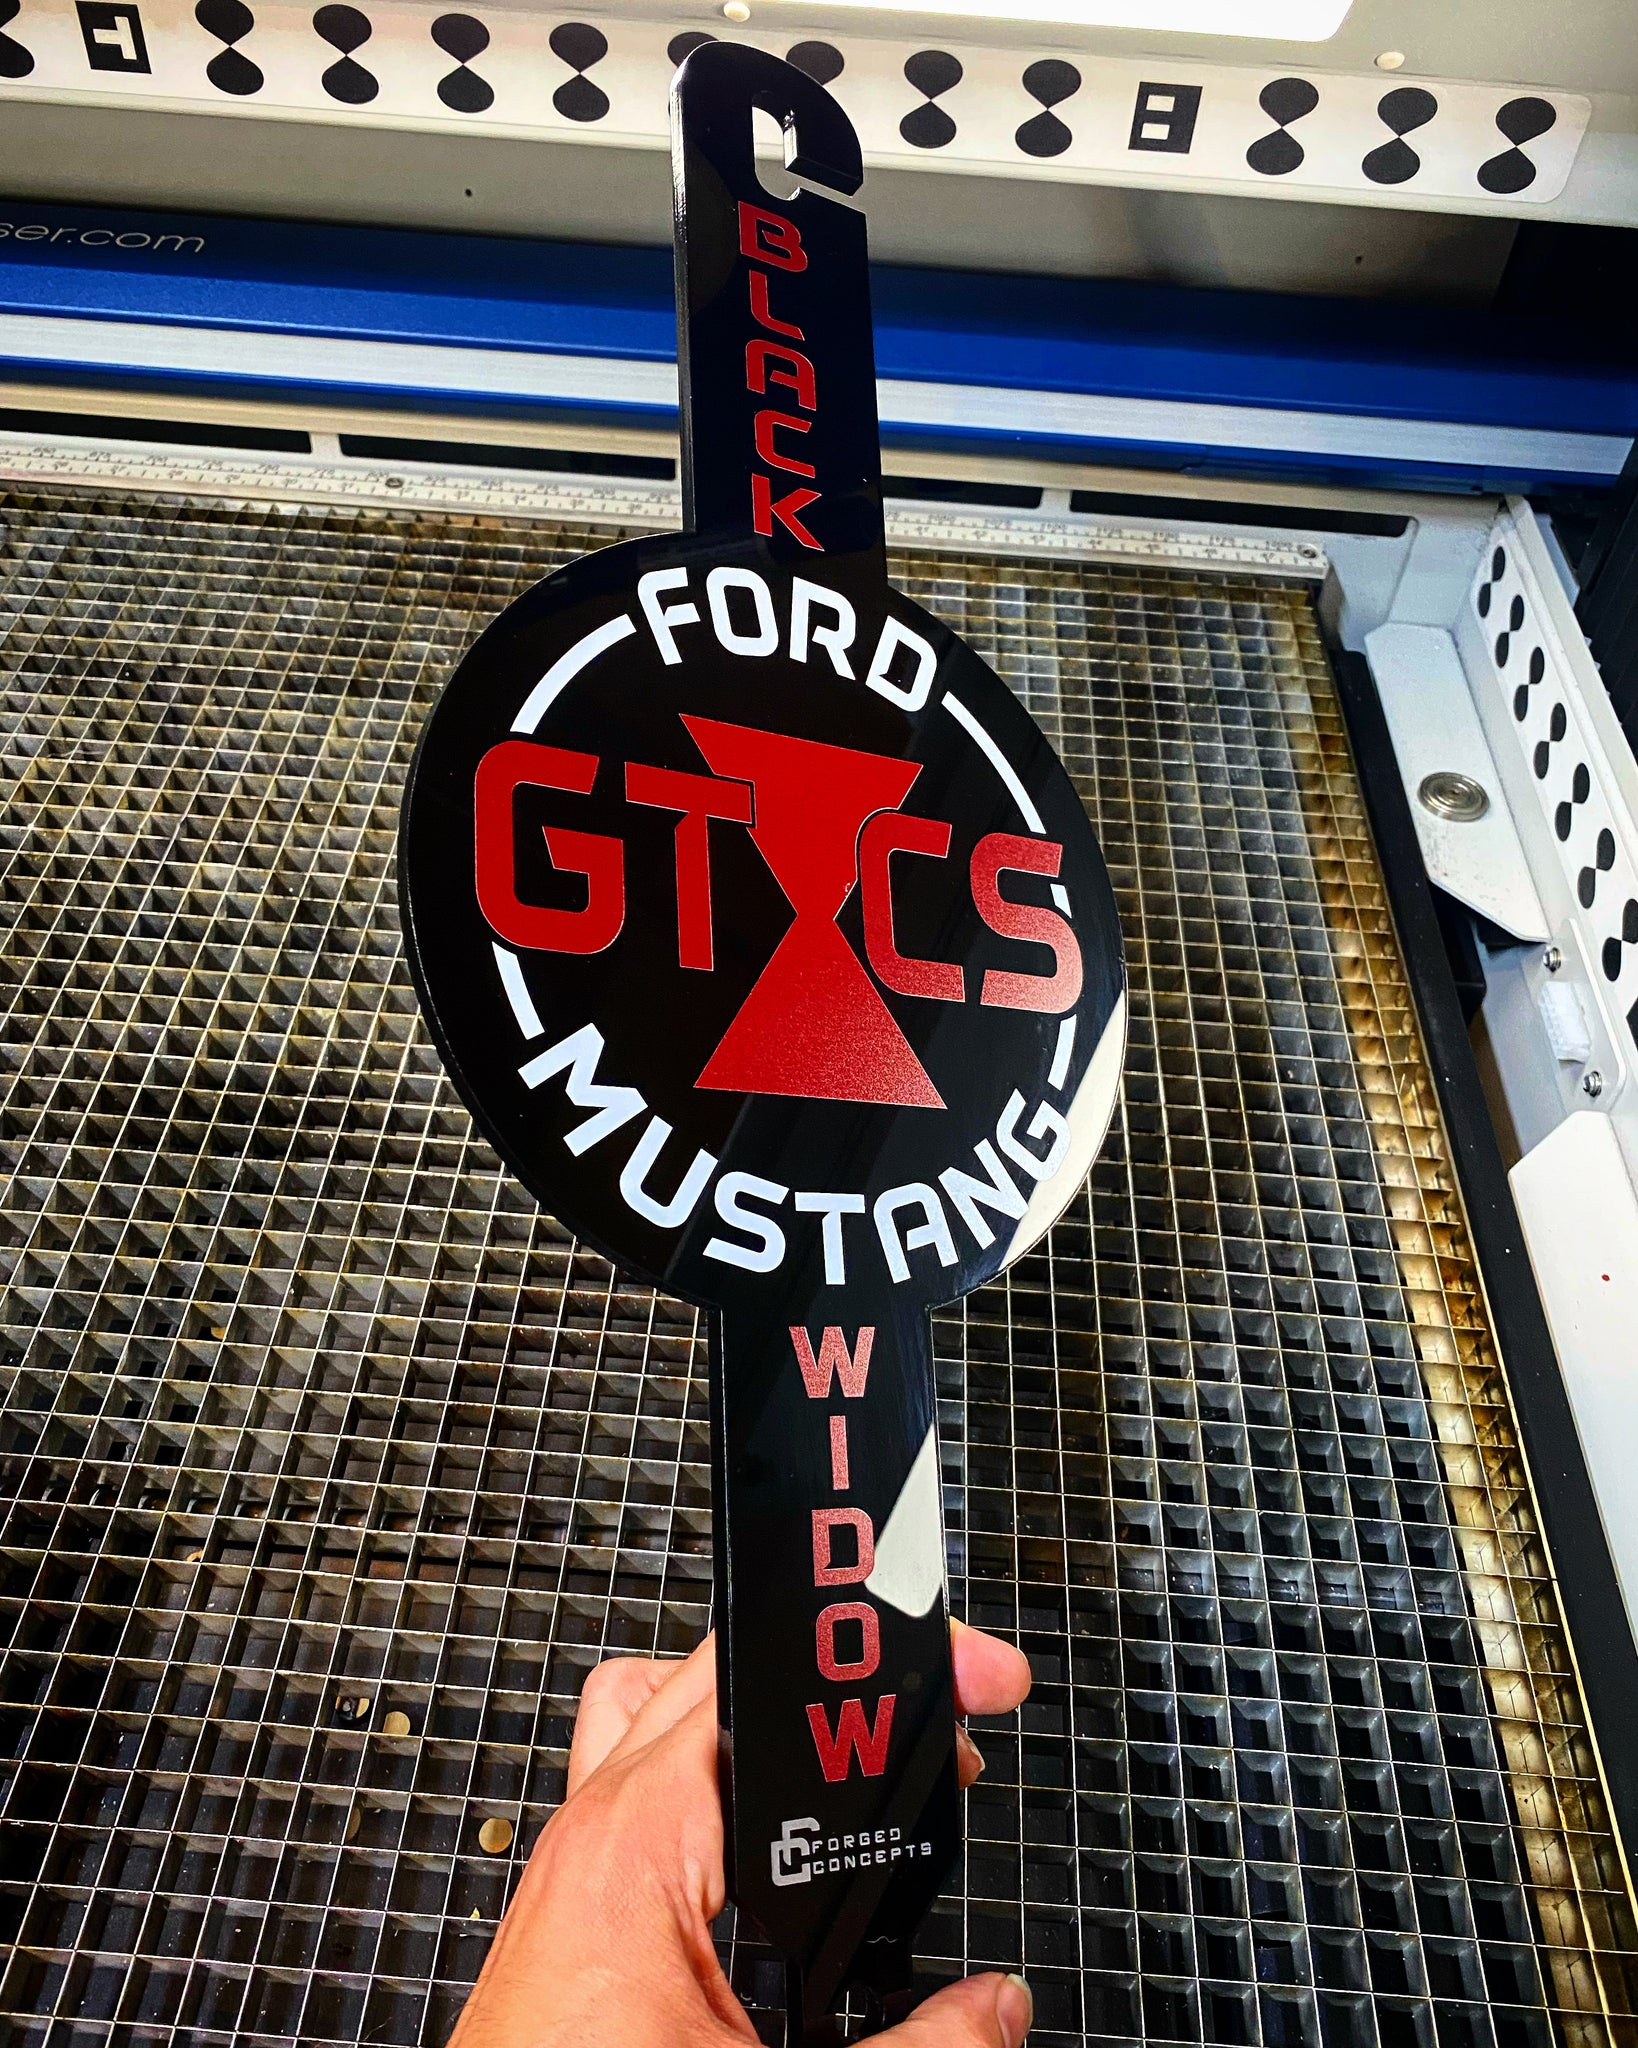 ser.com
BLACK
FORD
GT CS
MUSTANG
WIDOW
FORGED
CONCEPTS